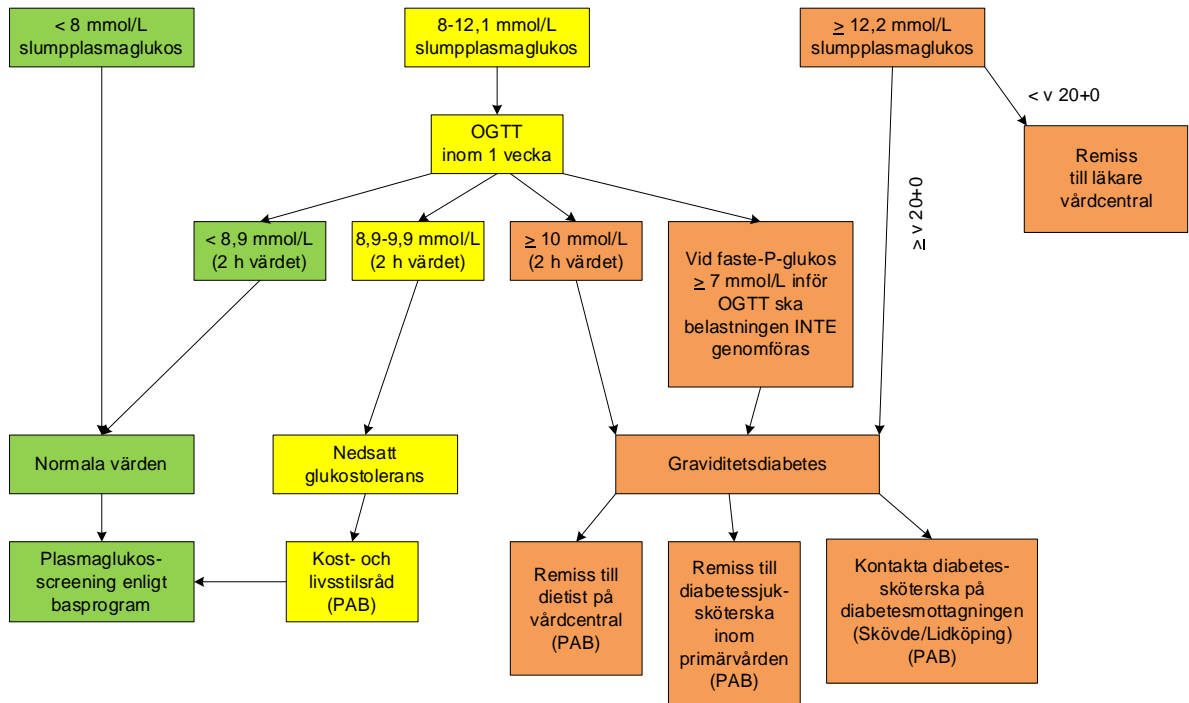 < 8 mmol/L
slumpplasmaglukos
8-12,1 mmol/L
slumpplasmaglukos
≥ 12,2 mmol/L
slumpplasmaglukos
< v 20+0
OGTT
inom 1 vecka
Remiss
till läkare
vårdcentral
≥ v 20+0
< 8,9 mmol/L
(2 h värdet)
8,9-9,9 mmol/L
(2 h värdet)
≥ 10 mmol/L
(2 h värdet)
Vid faste-P-glukos
≥ 7 mmol/L inför
OGTT ska
belastningen INTE
genomföras
Normala värden
Nedsatt
glukostolerans
Graviditetsdiabetes
Plasmaglukos-
screening enligt
basprogram
Kost- och
livsstilsråd
(PAB)
Remiss till
dietist på
vårdcentral
(PAB)
Remiss till
diabetessjuk-
sköterska
inom
primärvården
(PAB)
Kontakta diabetes-
sköterska på
diabetesmottagningen
(Skövde/Lidköping)
(PAB)